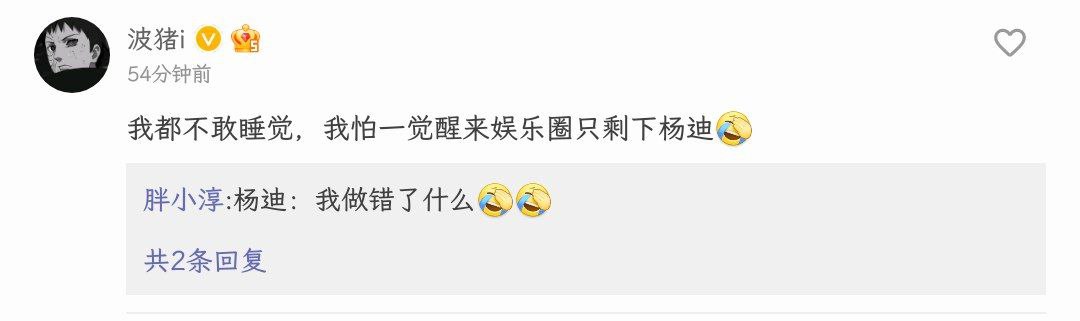 波猪i
54分钟前
我都不敢睡觉，我怕一觉醒来娱乐圈只剩下杨迪🤣
胖小淳:杨迪：我做错了什么🤣🤣
共2条回复